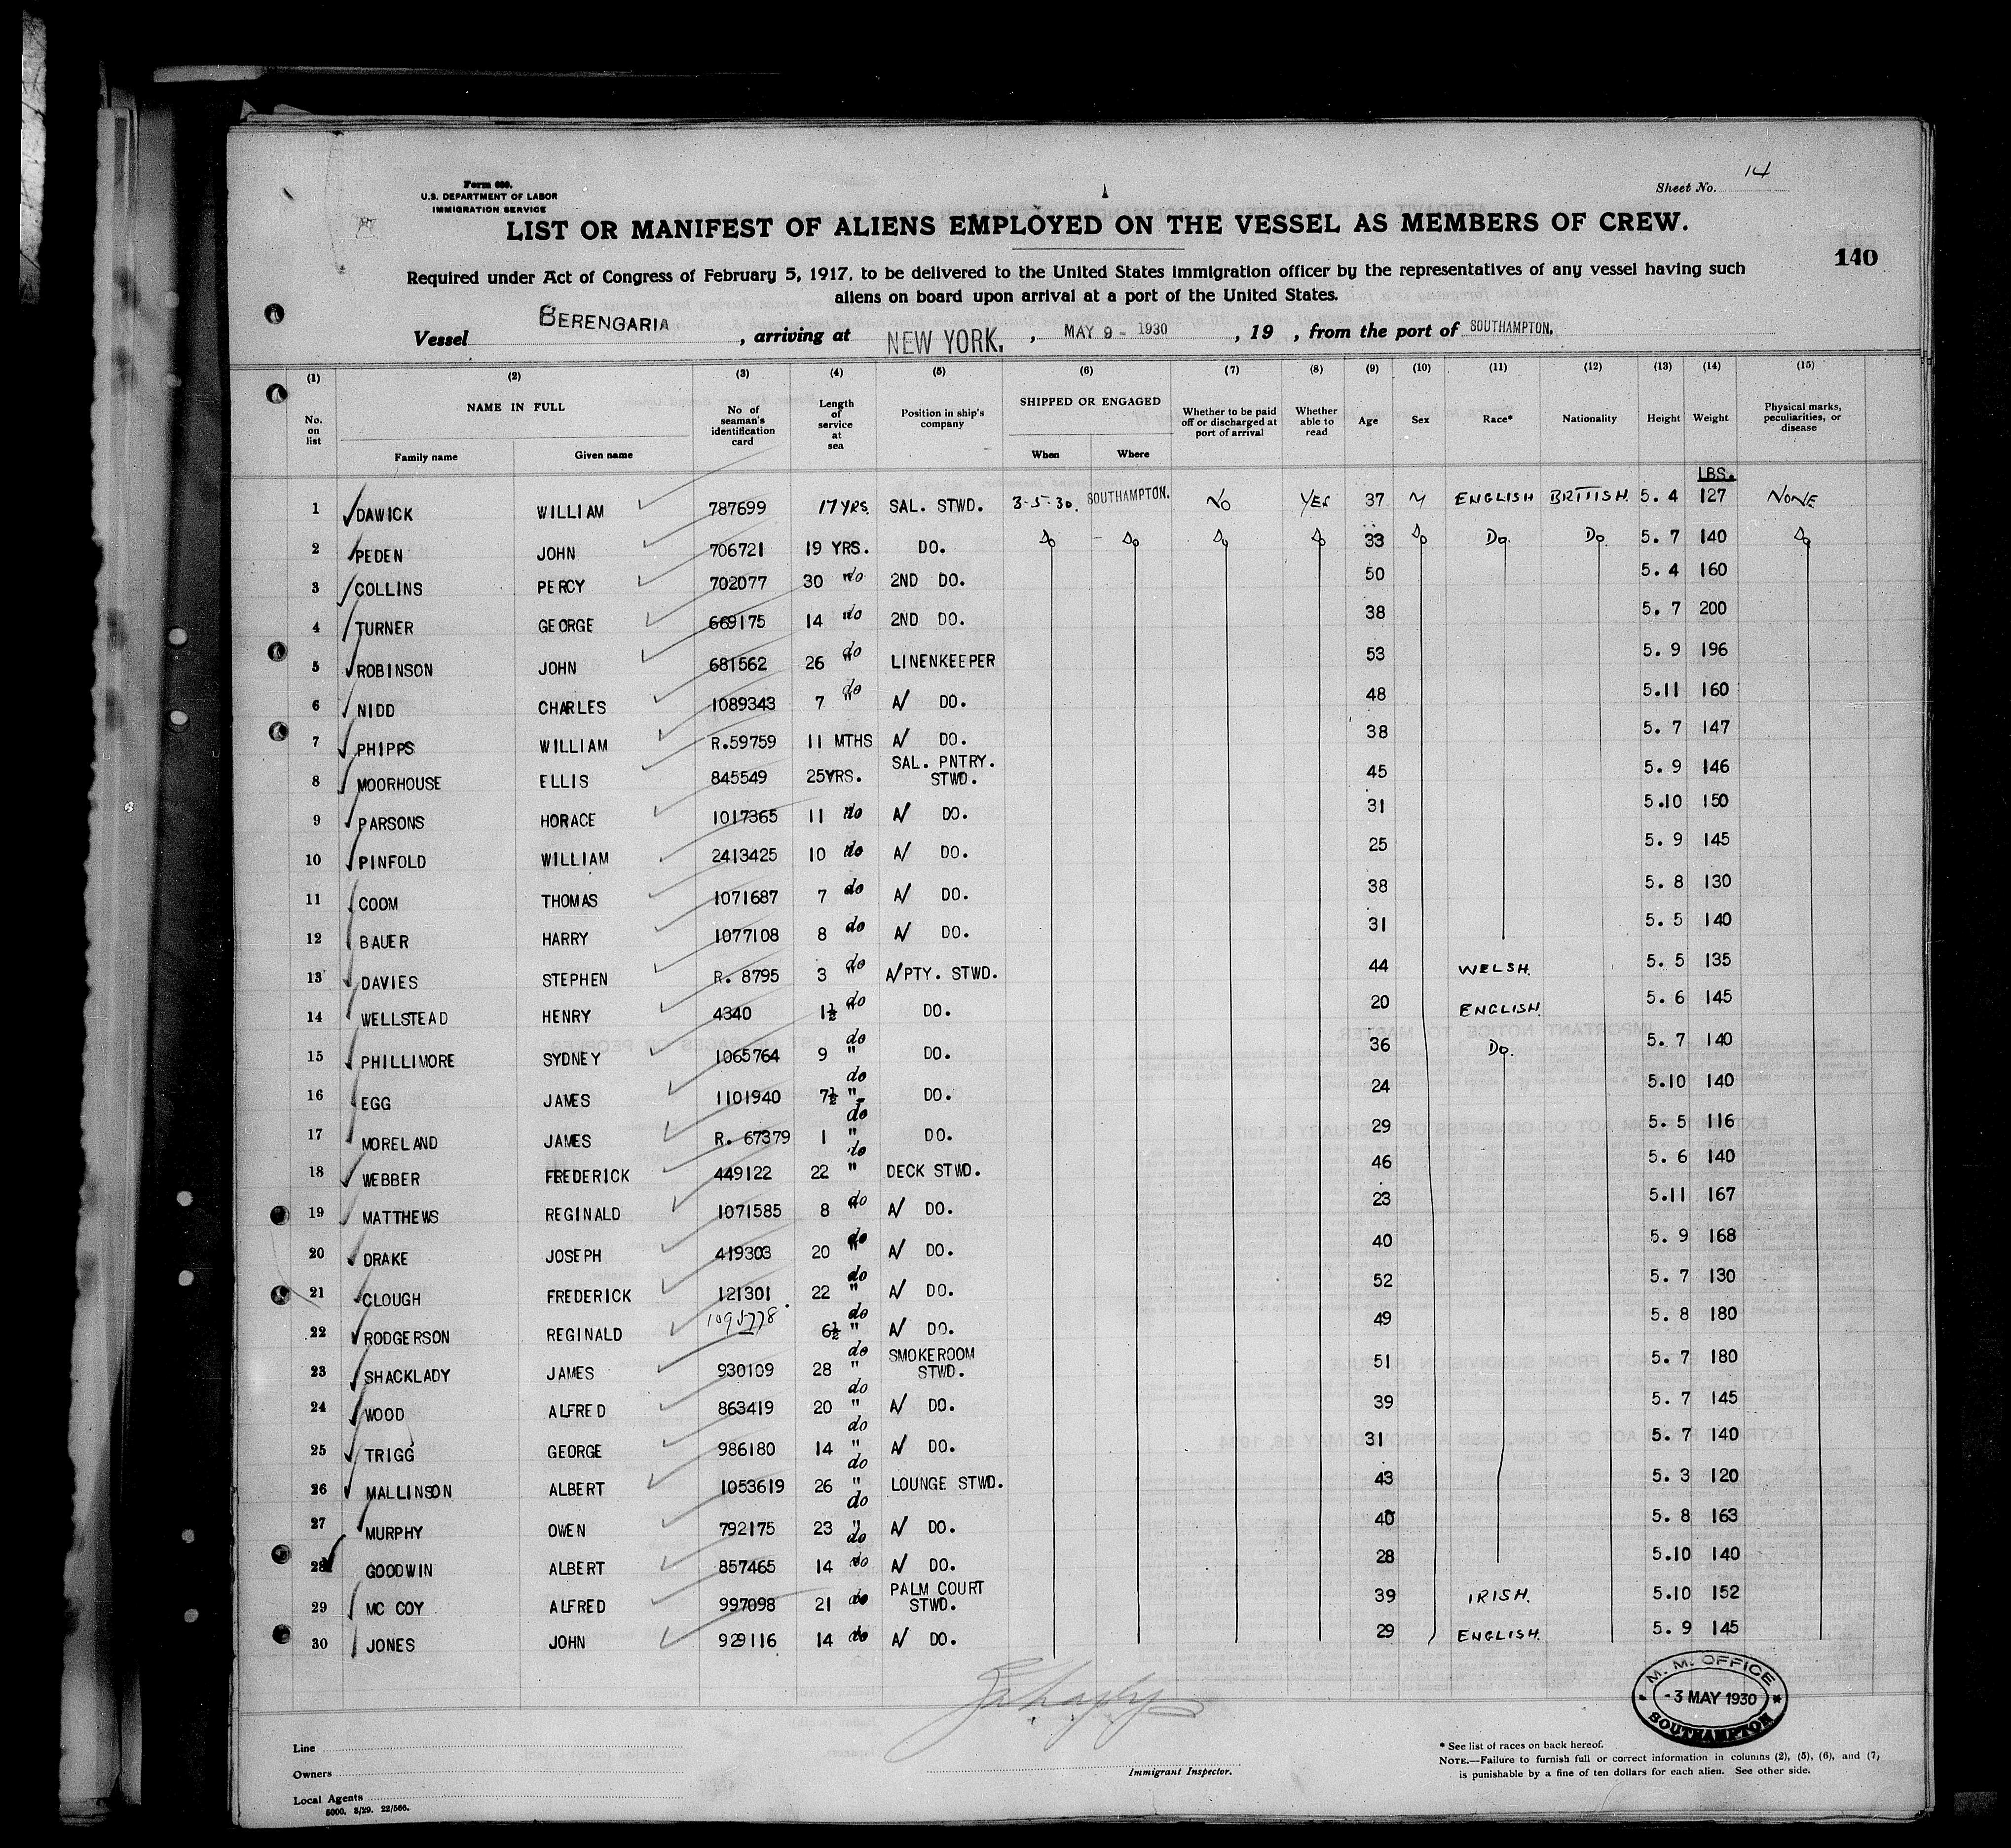 Form 689.
U.S. DEPARTMENT OF LABOR
IMMIGRATION SERVICE
Sheet No. 14
LIST OR MANIFEST OF ALIENS EMPLOYED ON THE VESSEL AS MEMBERS OF CREW.
140
Required under Act of Congress of February 5, 1917, to be delivered to the United States immigration officer by the representatives of any vessel having such
aliens on board upon arrival at a port of the United States.
Vessel BERENGARIA, arriving at NEW YORK., MAY 9 - 1930, 19 , from the port of SOUTHAMPTON.
(1) (2) (3) (4) (5) (6) (7) (8) (9) (10) (11) (12) (13) (14) (15)
No. on list NAME IN FULL Family name Given name No of seaman's identification card Length of service at sea Position in ship's company SHIPPED OR ENGAGED When Where Whether to be paid off or discharged at port of arrival Whether able to read Age Sex Race* Nationality Height Weight Physical marks, peculiarities, or disease
LBS.
1 DAWICK WILLIAM 787699 17 YRS. SAL. STWD. 3-5-30. SOUTHAMPTON. NO YES 37 M ENGLISH BRITISH. 5. 4 127 NONE
2 PEDEN JOHN 706721 19 YRS. DO. Do Do Do Do 33 Do Do. Do. 5. 7 140 Do
3 COLLINS PERCY 702077 30 do 2ND DO. 50 5. 4 160
4 TURNER GEORGE 669175 14 do 2ND DO. 38 5. 7 200
5 ROBINSON JOHN 681562 26 do LINENKEEPER 53 5. 9 196
6 NIDD CHARLES 1089343 7 do A/ DO. 48 5.11 160
7 PHIPPS WILLIAM R.59759 11 MTHS A/ DO. 38 5. 7 147
8 MOORHOUSE ELLIS 845549 25YRS. SAL. PNTRY. STWD. 45 5. 9 146
9 PARSONS HORACE 1017365 11 do A/ DO. 31 5.10 150
10 PINFOLD WILLIAM 2413425 10 do A/ DO. 25 5. 9 145
11 COOM THOMAS 1071687 7 do A/ DO. 38 5. 8 130
12 BAUER HARRY 1077108 8 do A/ DO. 31 5. 5 140
13 DAVIES STEPHEN R. 8795 3 do A/PTY. STWD. 44 WELSH. 5. 5 135
14 WELLSTEAD HENRY 4340 1½ do DO. 20 ENGLISH. 5. 6 145
15 PHILLIMORE SYDNEY 1065764 9 " do DO. 36 Do. 5. 7 140
16 EGG JAMES 1101940 7½ " do DO. 24 5.10 140
17 MORELAND JAMES R. 67379 1 " do DO. 29 5. 5 116
18 WEBBER FREDERICK 449122 22 " do DECK STWD. 46 5. 6 140
19 MATTHEWS REGINALD 1071585 8 do A/ DO. 23 5.11 167
20 DRAKE JOSEPH 419303 20 " do A/ DO. 40 5. 9 168
21 CLOUGH FREDERICK 121301 22 " do A/ DO. 52 5. 7 130
22 RODGERSON REGINALD 1095778 6½ " do A/ DO. 49 5. 8 180
23 SHACKLADY JAMES 930109 28 " do SMOKEROOM STWD. 51 5. 7 180
24 WOOD ALFRED 863419 20 " do A/ DO. 39 5. 7 145
25 TRIGG GEORGE 986180 14 " do A/ DO. 31 5. 7 140
26 MALLINSON ALBERT 1053619 26 " do LOUNGE STWD. 43 5. 3 120
27 MURPHY OWEN 792175 23 " do A/ DO. 40 5. 8 163
28 GOODWIN ALBERT 857465 14 do A/ DO. 28 5.10 140
29 MC COY ALFRED 997098 21 do PALM COURT STWD. 39 IRISH. 5.10 152
30 JONES JOHN 929116 14 do A/ DO. 29 ENGLISH. 5. 9 145
M. M. OFFICE
- 3 MAY 1930 *
SOUTHAMPTON
Line
Owners
Local Agents
5000. 8/29. 22/566.
Immigrant Inspector.
* See list of races on back hereof.
NOTE.—Failure to furnish full or correct information in columns (2), (5), (6), and (7,
is punishable by a fine of ten dollars for each alien. See other side.